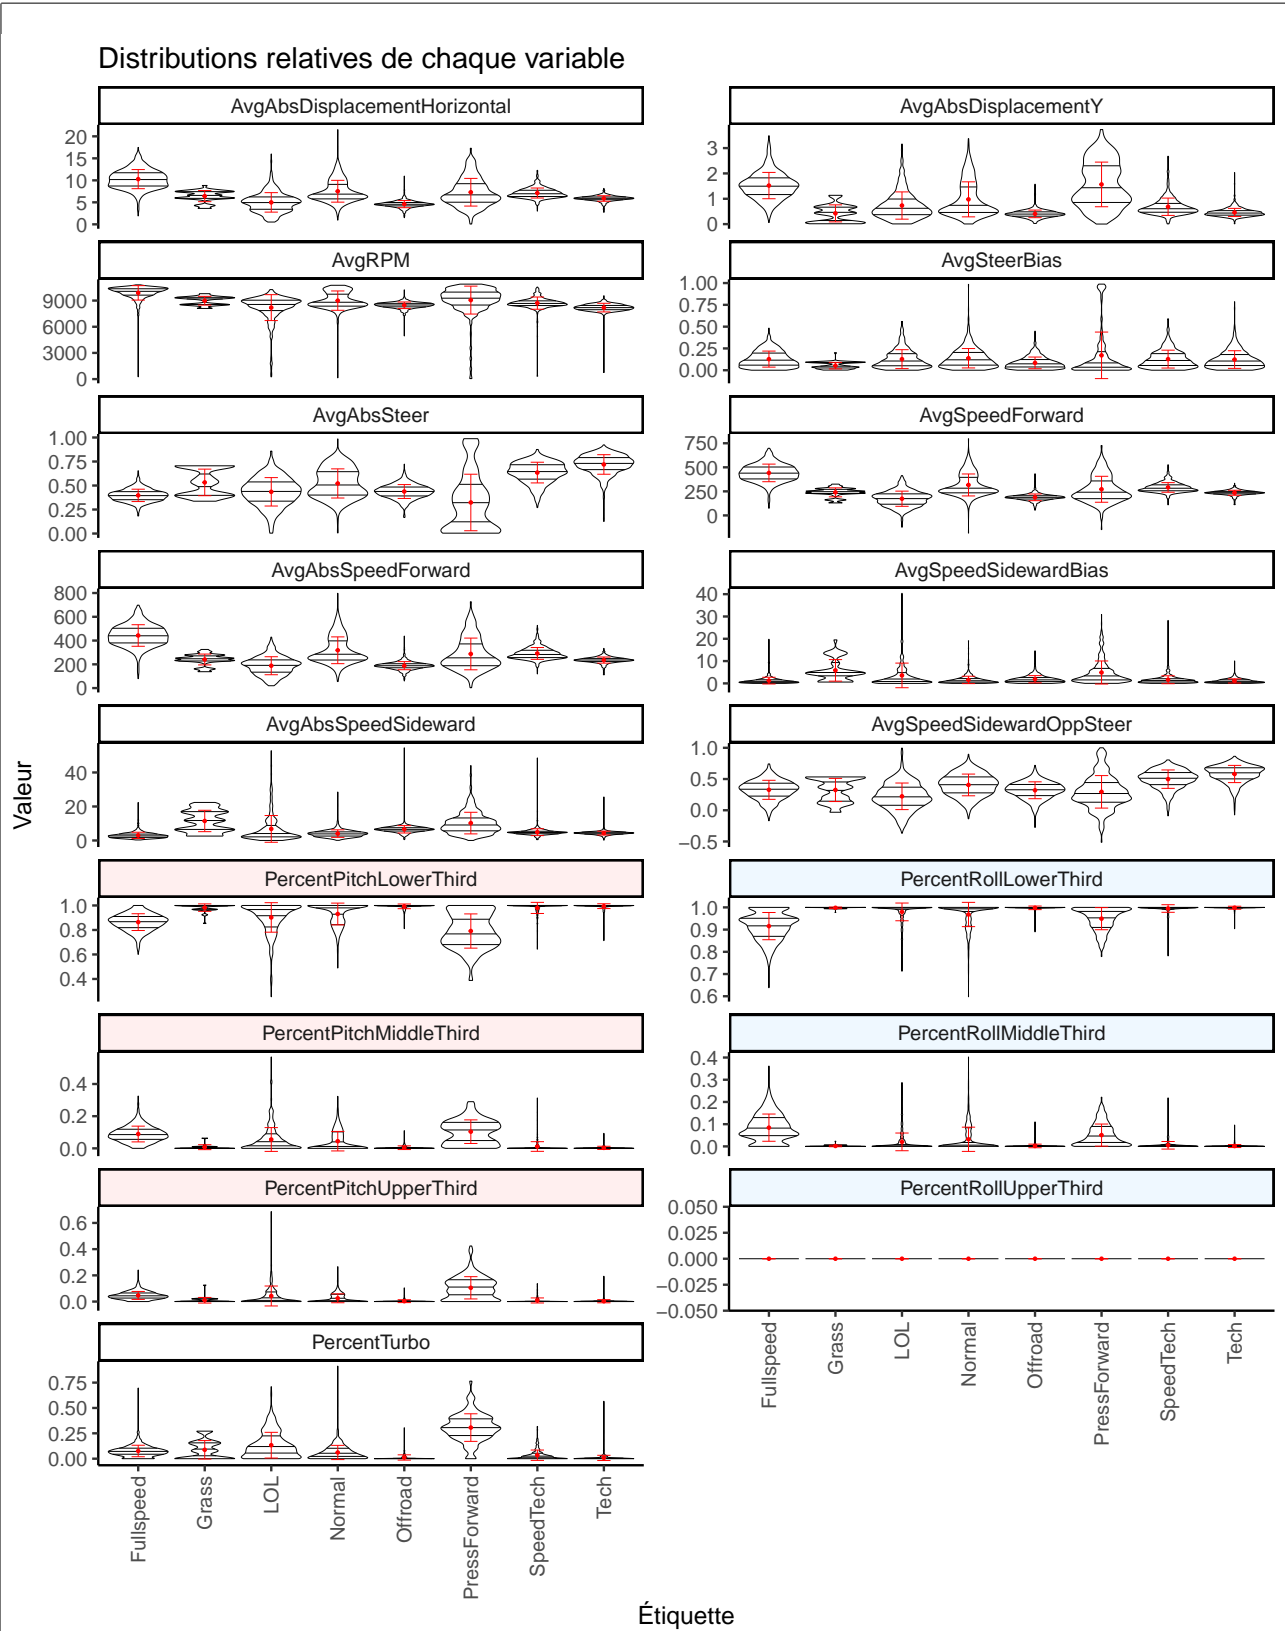 Distributions relatives de chaque variable
AvgAbsDisplacementHorizontal
20
15
10
5
0
AvgAbsDisplacementY
3
2
1
0
AvgRPM
9000
6000
3000
0
AvgSteerBias
1.00
0.75
0.50
0.25
0.00
AvgAbsSteer
1.00
0.75
0.50
0.25
0.00
AvgSpeedForward
750
500
250
0
AvgAbsSpeedForward
800
600
400
200
0
AvgSpeedSidewardBias
40
30
20
10
0
AvgAbsSpeedSideward
40
20
0
AvgSpeedSidewardOppSteer
1.0
0.5
0.0
−0.5
PercentPitchLowerThird
1.0
0.8
0.6
0.4
PercentRollLowerThird
1.0
0.9
0.8
0.7
0.6
PercentPitchMiddleThird
0.4
0.2
0.0
PercentRollMiddleThird
0.4
0.3
0.2
0.1
0.0
PercentPitchUpperThird
0.6
0.4
0.2
0.0
PercentRollUpperThird
0.050
0.025
0.000
−0.025
−0.050
Fullspeed
Grass
LOL
Normal
Offroad
PressForward
SpeedTech
Tech
PercentTurbo
0.75
0.50
0.25
0.00
Fullspeed
Grass
LOL
Normal
Offroad
PressForward
SpeedTech
Tech
Valeur
Étiquette